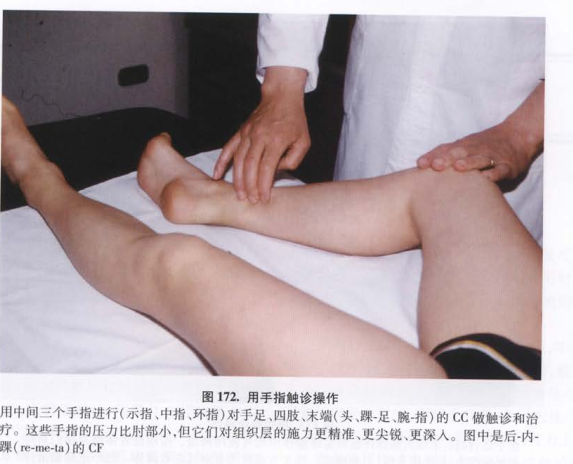 图 172. 用手指触诊操作
用中间三个手指进行(示指、中指、环指)对手足、四肢、末端(头、踝-足、腕-指)的 CC 做触诊和治
疗。这些手指的压力比肘部小,但它们对组织层的施力更精准、更尖锐、更深入。图中是后-内-
踝(re-me-ta)的 CF